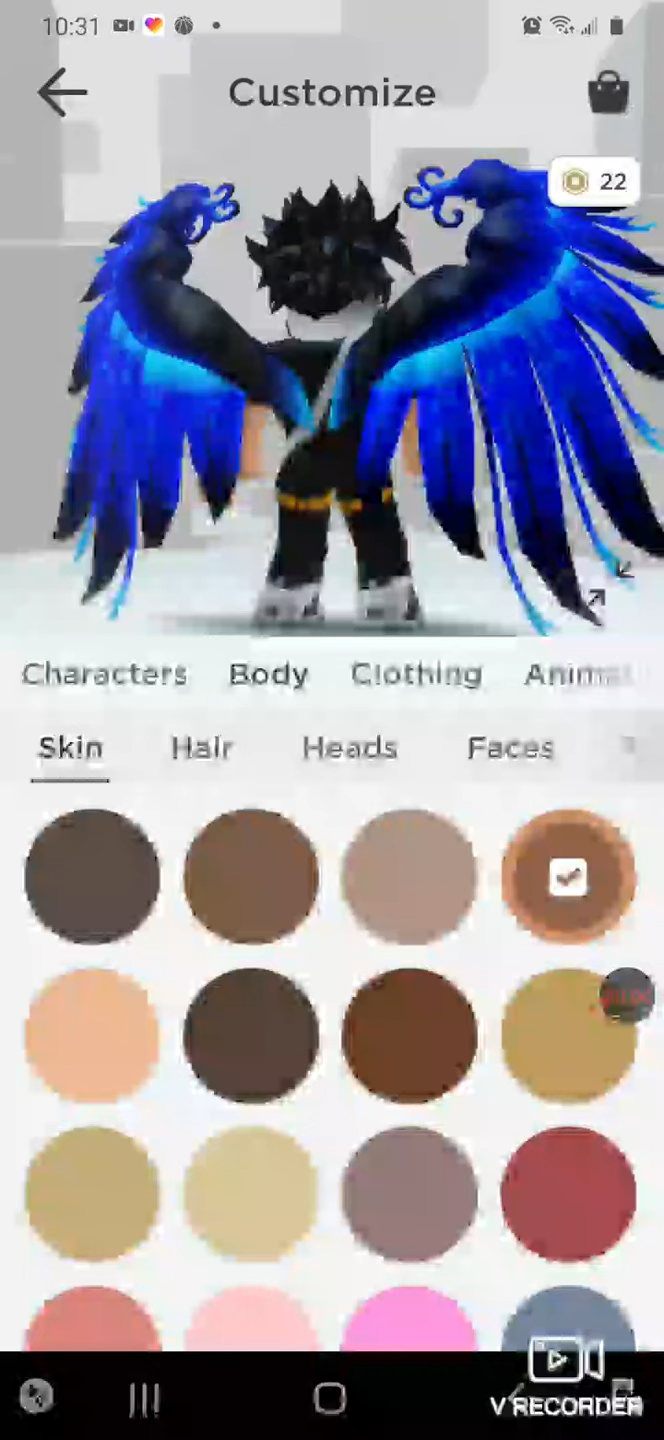 10:31
Customize
22
Characters Body Clothing
Skin Hair Heads Faces
V RECORDER